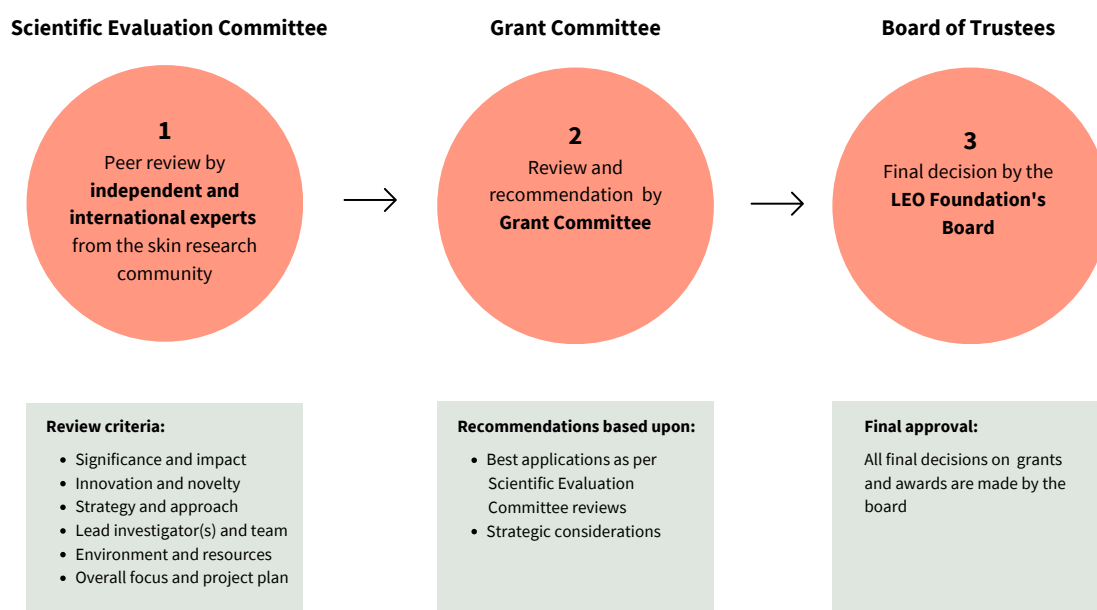 Scientific Evaluation Committee
1
Peer review by
independent and
international experts
from the skin research
community
Review criteria:
• Significance and impact
• Innovation and novelty
• Strategy and approach
• Lead investigator(s) and team
• Environment and resources
• Overall focus and project plan
Grant Committee
2
Review and
recommendation by
Grant Committee
Recommendations based upon:
• Best applications as per
Scientific Evaluation
Committee reviews
• Strategic considerations
Board of Trustees
3
Final decision by the
LEO Foundation's
Board
Final approval:
All final decisions on grants
and awards are made by the
board